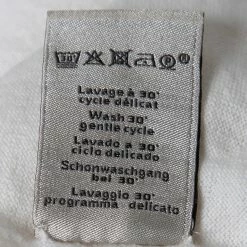 30°
Lavage à 30°
cycle délicat
Wash 30°
gentle cycle
Lavado a 30°
ciclo delicado
Schonwaschgang
bei 30°
Lavaggio 30°
programma delicato